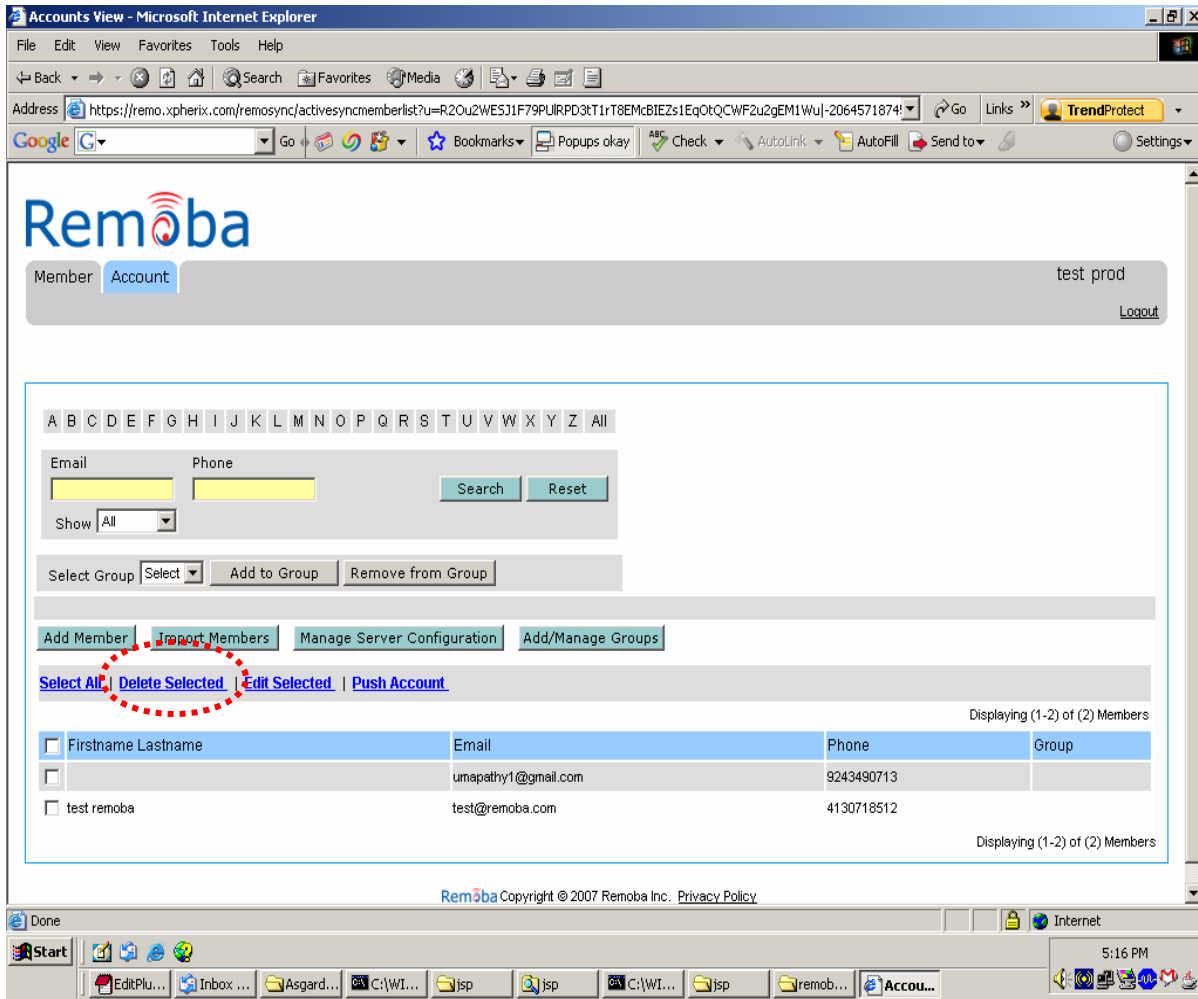 Accounts View - Microsoft Internet Explorer
File Edit View Favorites Tools Help
Back Search Favorites Media
Address https://remo.xpherix.com/remosync/activesyncmemberlist?u= Go Links » TrendProtect
Google G Go Bookmarks Popups okay ABC Check AutoLink AutoFill Send to Settings
Remoba
Member Account test prod
Logout
A B C D E F G H I J K L M N O P Q R S T U V W X Y Z All
Email Phone
Search Reset
Show All
Select Group Select Add to Group Remove from Group
Add Member Import Members Manage Server Configuration Add/Manage Groups
Select All | Delete Selected | Edit Selected | Push Account
Displaying (1-2) of (2) Members
Firstname Lastname Email Phone Group
umapathy1@gmail.com 9243490713
test remoba test@remoba.com 4130718512
Displaying (1-2) of (2) Members
Remoba Copyright © 2007 Remoba Inc. Privacy Policy
Done Internet
Start 5:16 PM
EditPlu... Inbox ... Asgard... C:\WI... jsp jsp C:\WI... jsp remob... Accou...